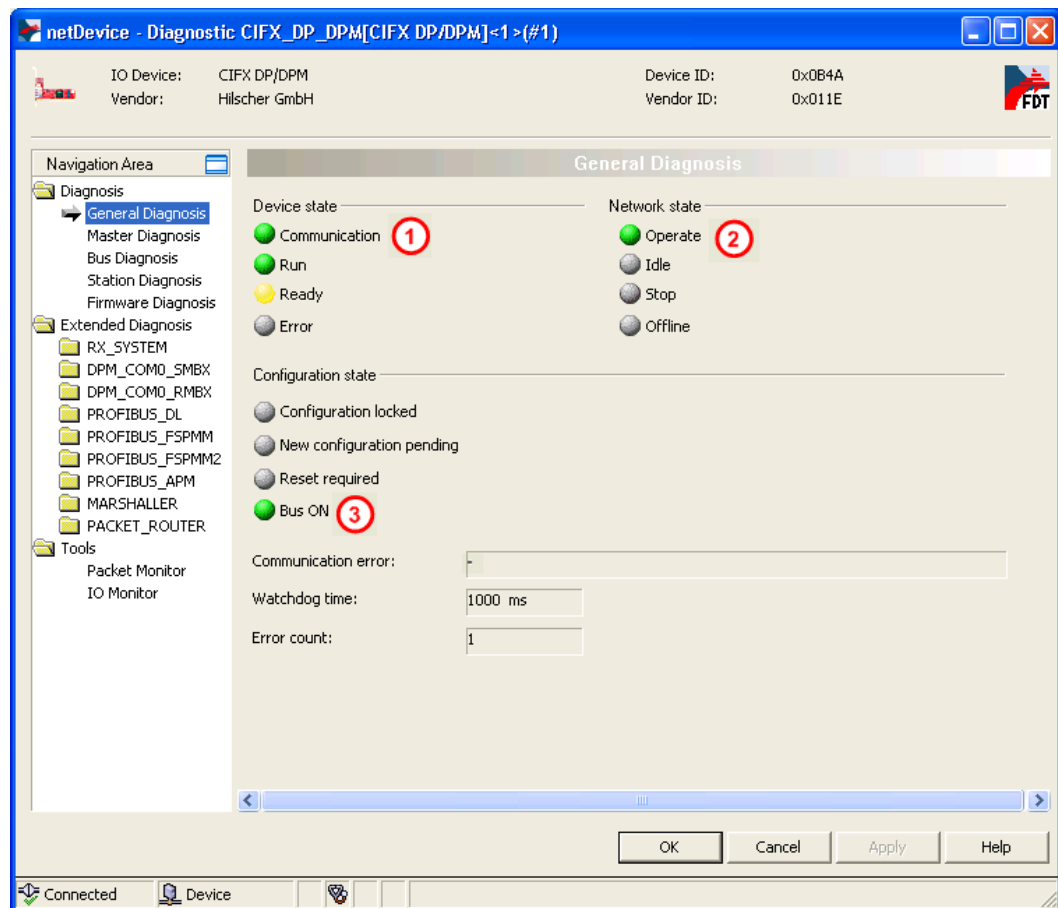 netDevice - Diagnostic CIFX_DP_DPM[CIFX DP/DPM]<1>(#1)
IO Device: CIFX DP/DPM Device ID: 0x0B4A
Vendor: Hilscher GmbH Vendor ID: 0x011E
FDT
Navigation Area
General Diagnosis
Diagnosis
General Diagnosis
Master Diagnosis
Bus Diagnosis
Station Diagnosis
Firmware Diagnosis
Extended Diagnosis
RX_SYSTEM
DPM_COM0_SMBX
DPM_COM0_RMBX
PROFIBUS_DL
PROFIBUS_FSPMM
PROFIBUS_FSPMM2
PROFIBUS_APM
MARSHALLER
PACKET_ROUTER
Tools
Packet Monitor
IO Monitor
Device state
Communication 1
Run
Ready
Error
Network state
Operate 2
Idle
Stop
Offline
Configuration state
Configuration locked
New configuration pending
Reset required
Bus ON 3
Communication error: -
Watchdog time: 1000 ms
Error count: 1
OK Cancel Apply Help
Connected Device